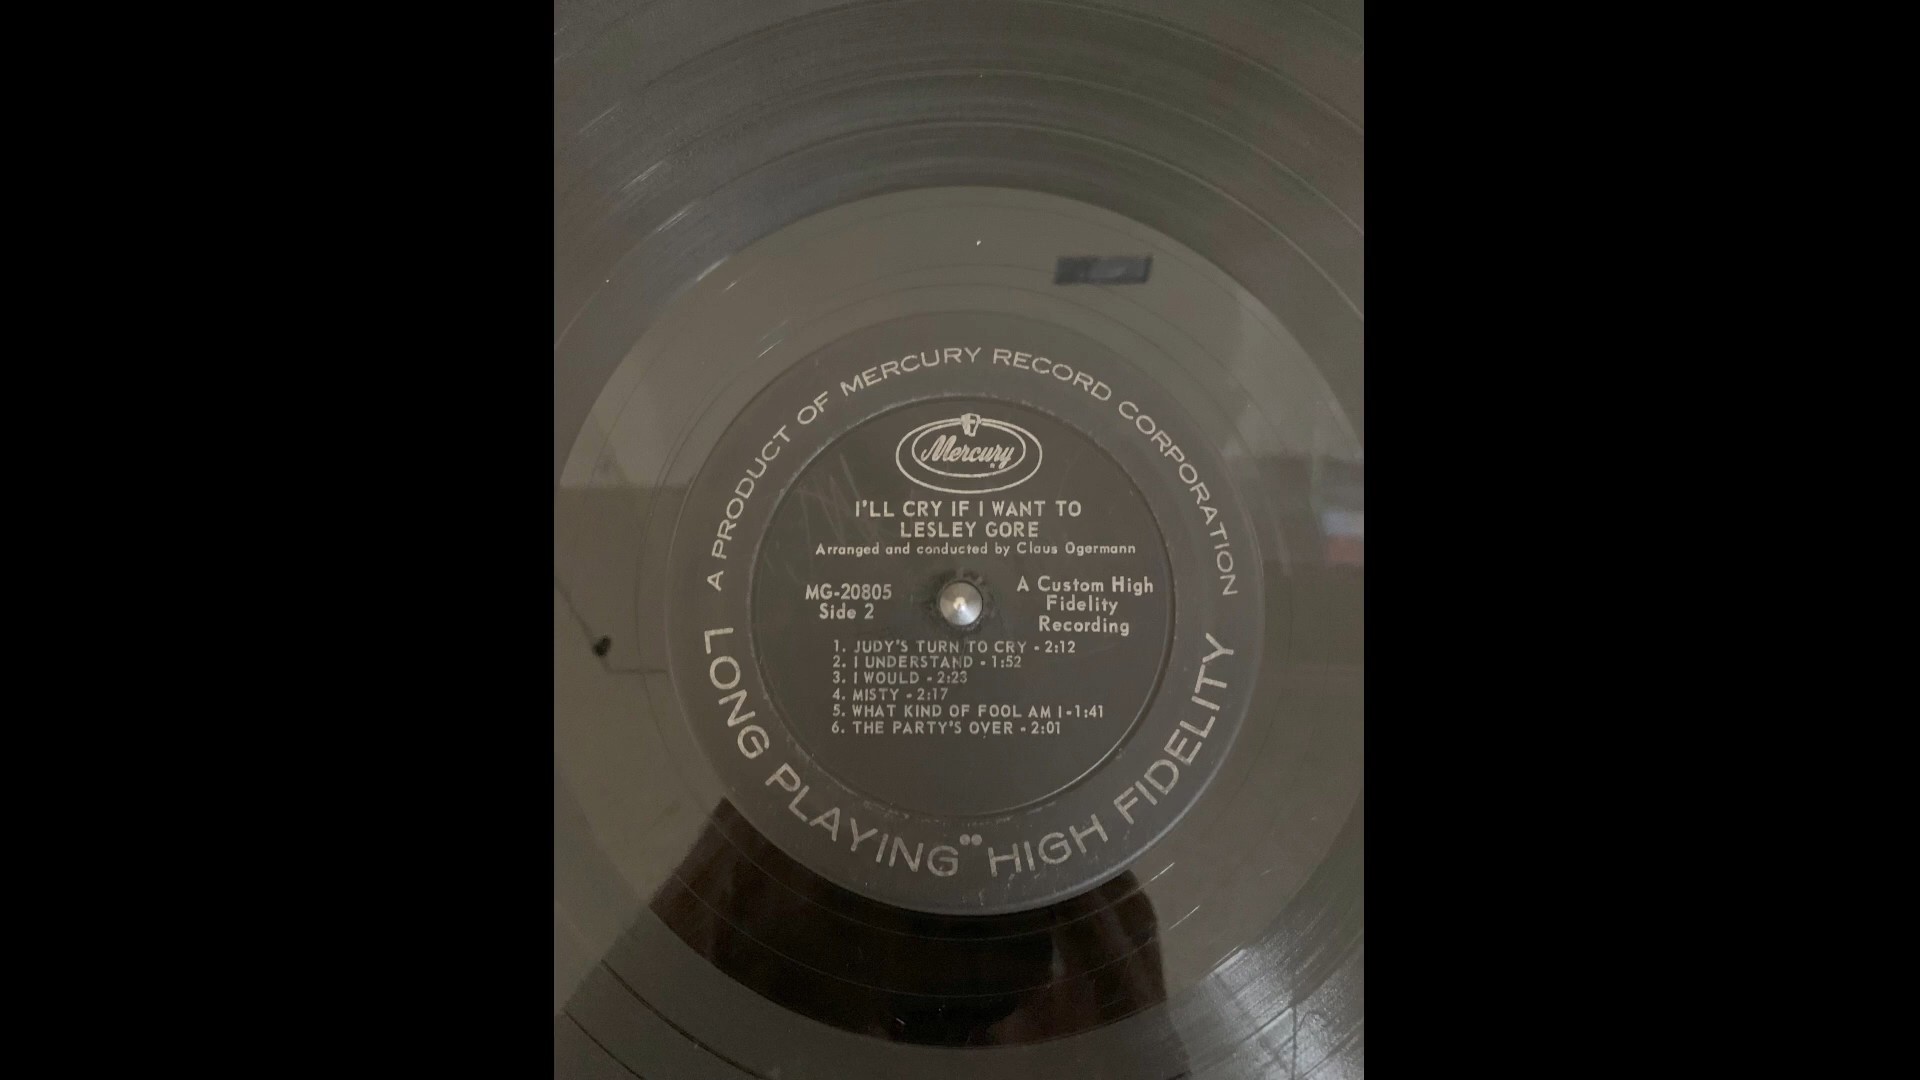 A PRODUCT OF MERCURY RECORD CORPORATION
Mercury
I'LL CRY IF I WANT TO
LESLEY GORE
Arranged and conducted by Claus Ogermann
MG-20805
Side 2
A Custom High
Fidelity
Recording
1. JUDY'S TURN TO CRY - 2:12
2. I UNDERSTAND - 1:52
3. I WOULD - 2:23
4. MISTY - 2:17
5. WHAT KIND OF FOOL AM I - 1:41
6. THE PARTY'S OVER - 2:01
LONG PLAYING •• HIGH FIDELITY